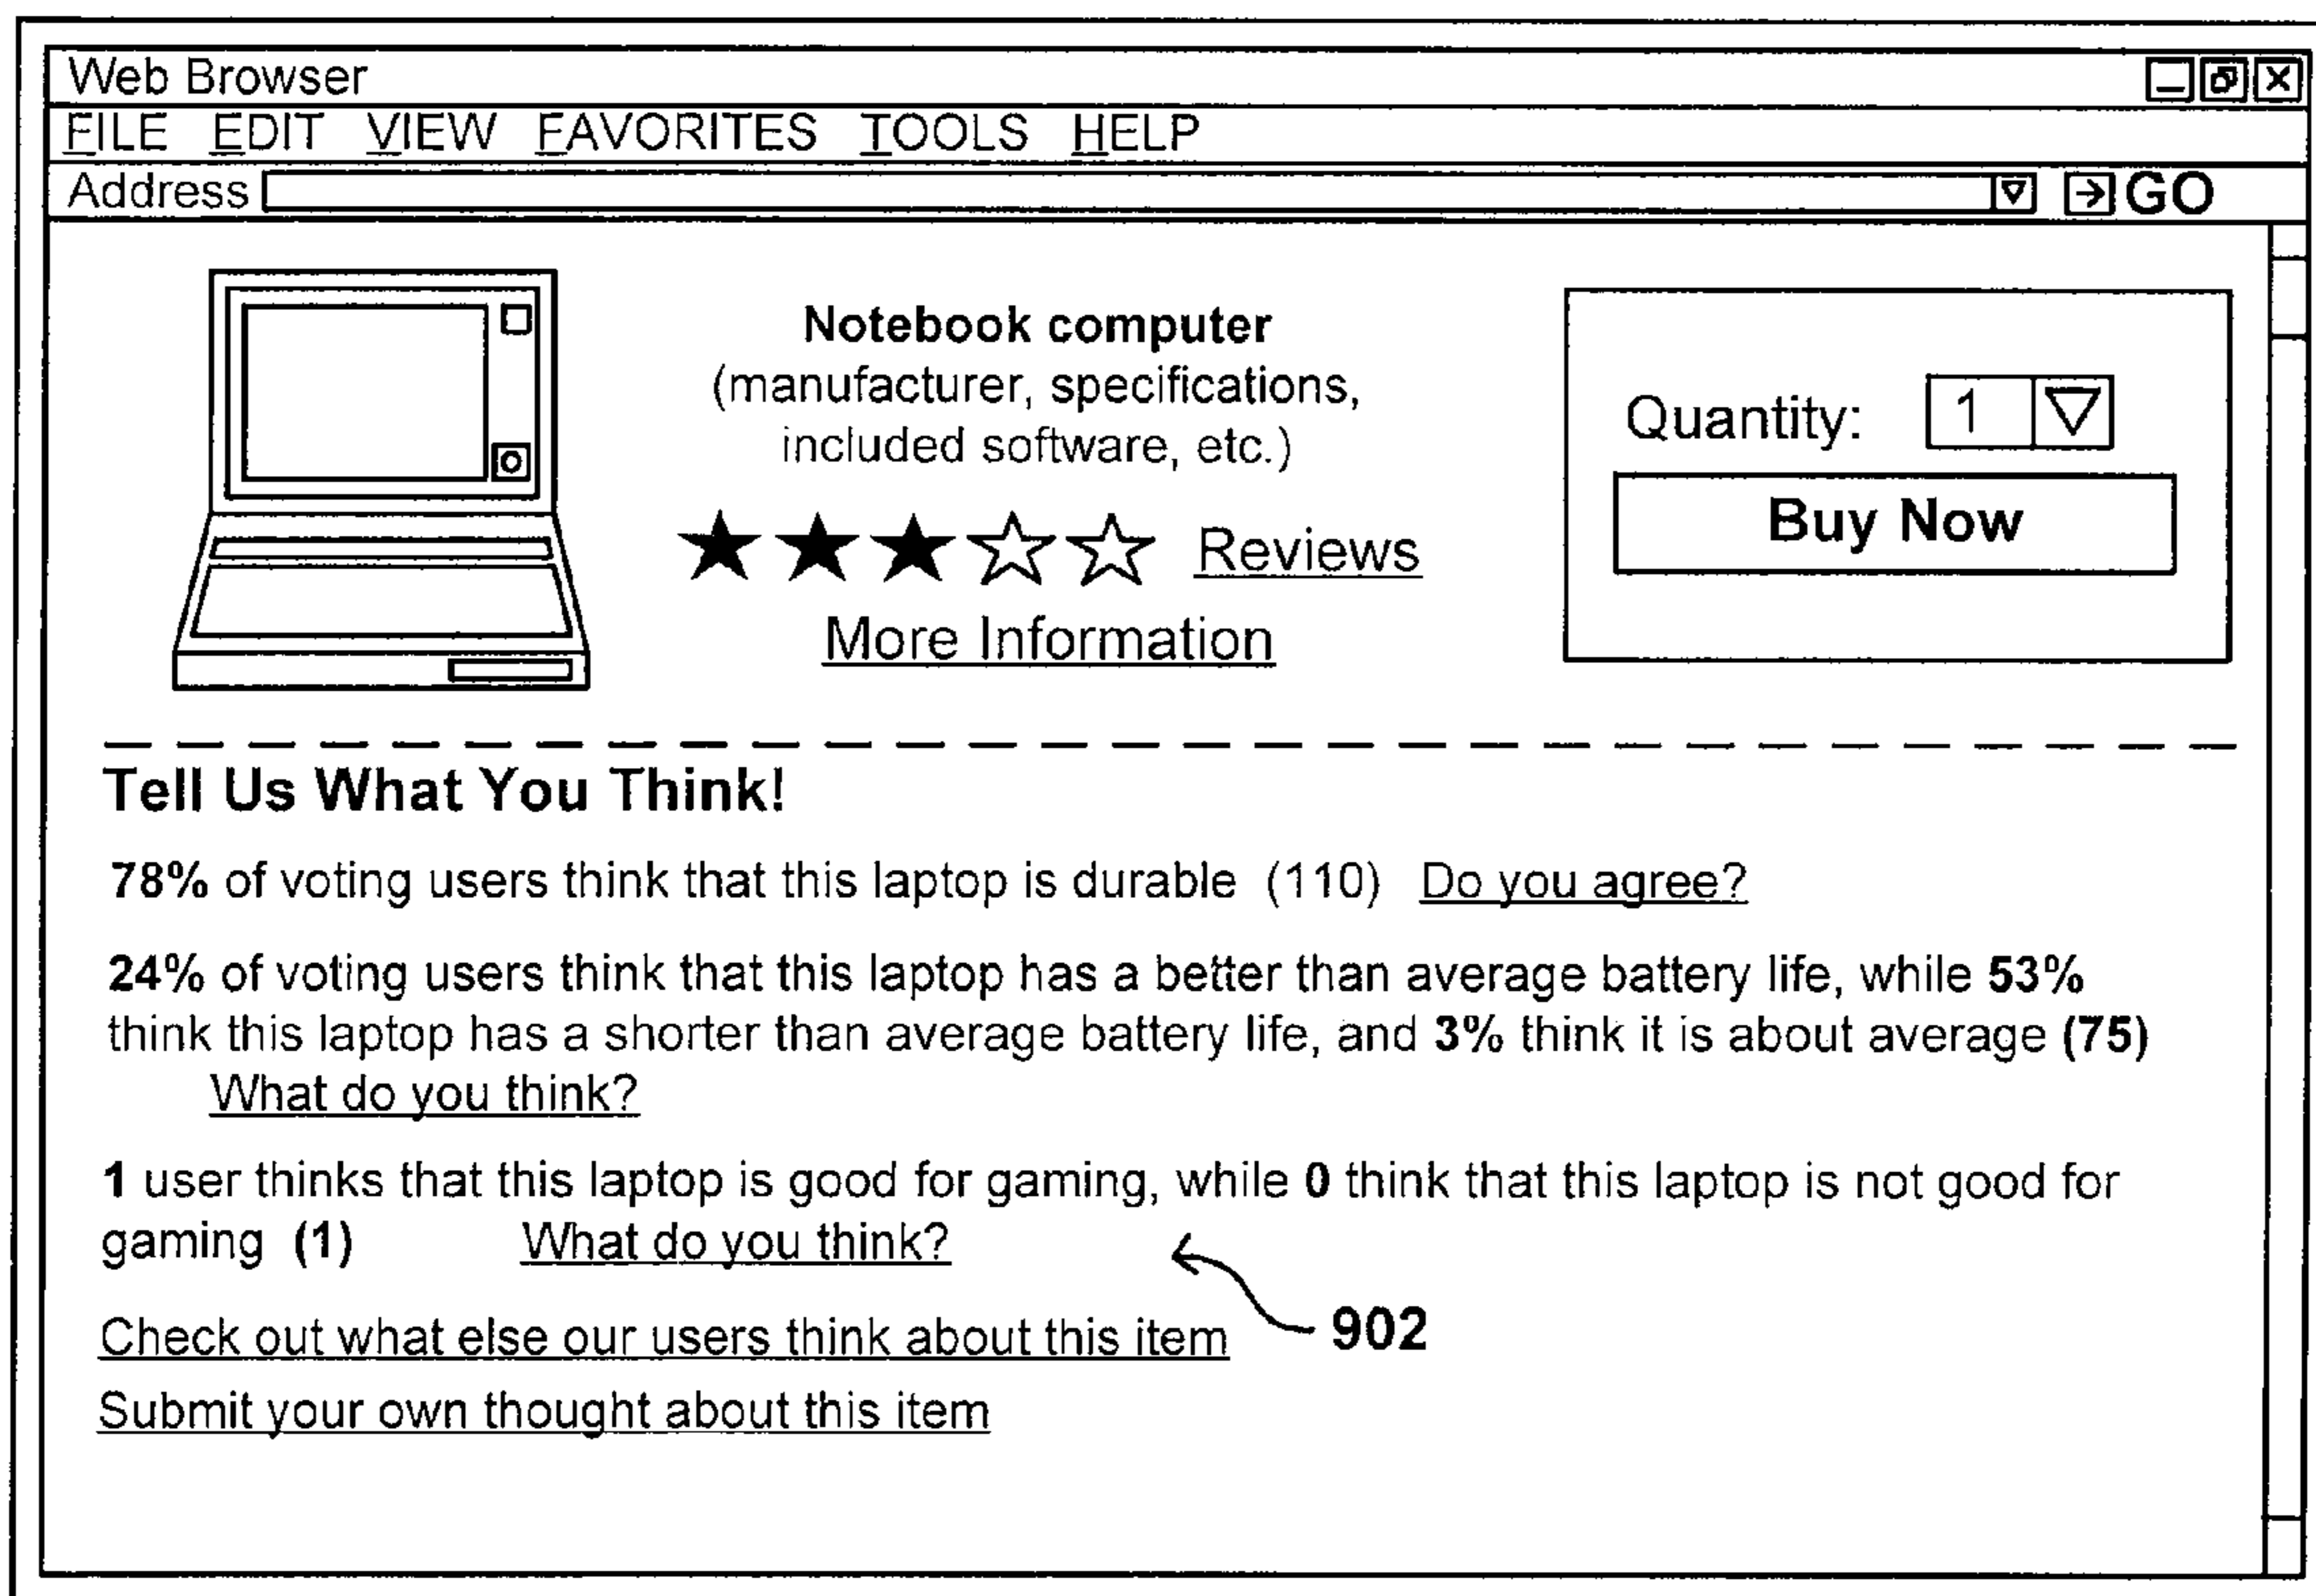 Web Browser
FILE EDIT VIEW FAVORITES TOOLS HELP
Address GO
Notebook computer
(manufacturer, specifications,
included software, etc.)
Reviews
More Information
Quantity: 1
Buy Now
Tell Us What You Think!
78% of voting users think that this laptop is durable (110) Do you agree?
24% of voting users think that this laptop has a better than average battery life, while 53%
think this laptop has a shorter than average battery life, and 3% think it is about average (75)
What do you think?
1 user thinks that this laptop is good for gaming, while 0 think that this laptop is not good for
gaming (1) What do you think?
902
Check out what else our users think about this item
Submit your own thought about this item